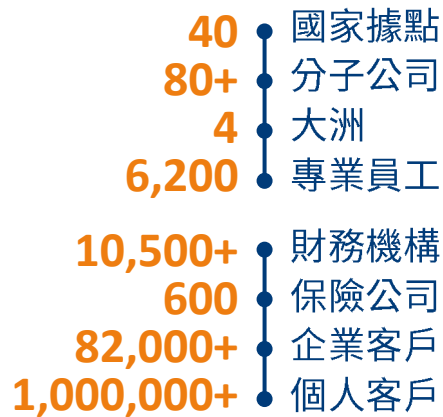 40 國家據點
80+ 分子公司
4 大洲
6,200 專業員工
10,500+ 財務機構
600 保險公司
82,000+ 企業客戶
1,000,000+ 個人客戶